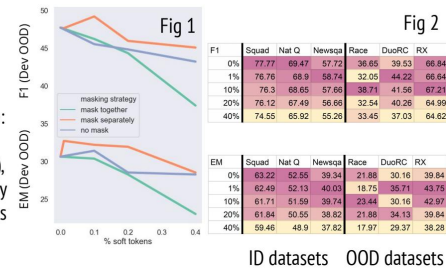 :
),
y
s
Fig 1
50
45
40
35
30
25
F1 (Dev OOD)
EM (Dev OOD)
masking strategy
mask together
mask separately
no mask
0.0 0.1 0.2 0.3 0.4
% soft tokens
Fig 2
F1 Squad Nat Q Newsqa Race DuoRC RX
0% 77.77 69.47 57.72 36.65 39.53 66.84
1% 76.76 68.9 58.74 32.05 44.22 66.64
10% 76.3 68.65 57.66 38.71 41.56 67.21
20% 76.12 67.49 56.66 32.54 40.26 64.99
40% 74.55 65.92 55.26 33.45 37.03 64.62
EM Squad Nat Q Newsqa Race DuoRC RX
0% 63.22 52.55 39.34 21.88 30.16 39.84
1% 62.49 52.13 40.03 18.75 35.71 43.75
10% 61.71 51.59 39.74 23.44 30.16 42.97
20% 61.84 50.55 38.82 21.88 34.13 39.84
40% 59.46 48.9 37.82 17.97 29.37 38.28
ID datasets OOD datasets